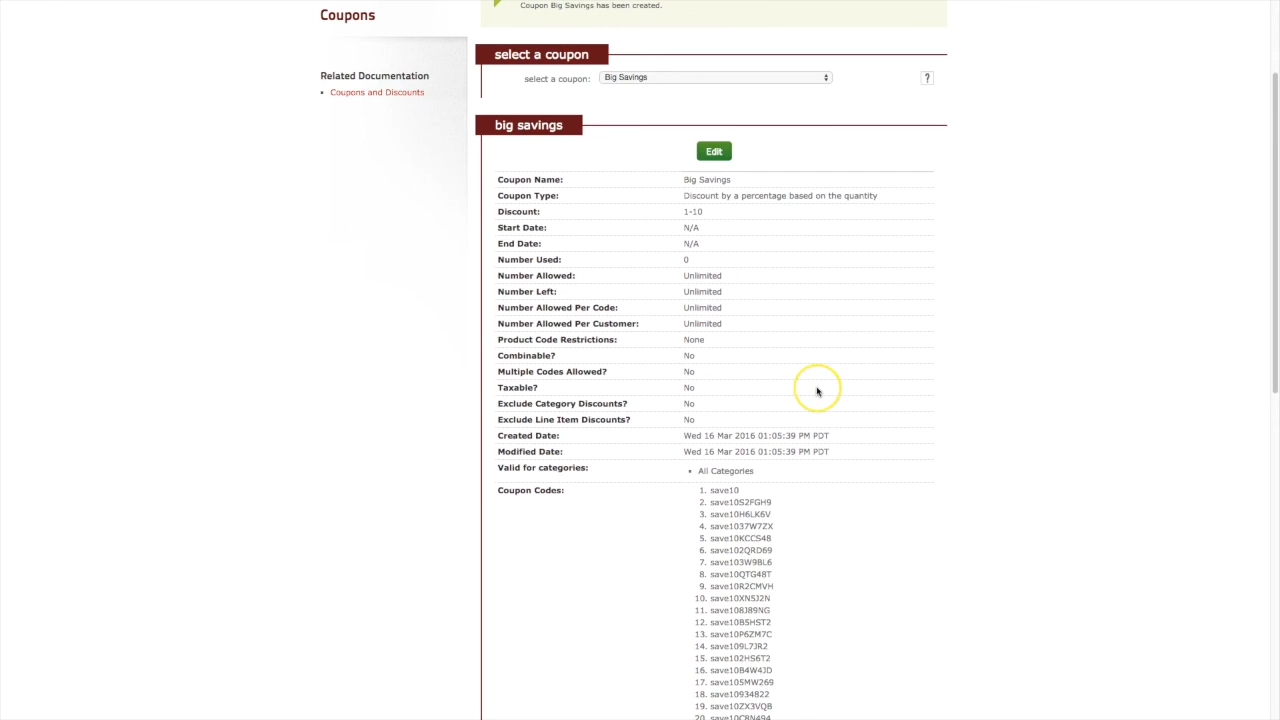 Coupons
Coupon Big Savings has been created.
Related Documentation
• Coupons and Discounts
select a coupon
select a coupon: Big Savings ?
big savings
Edit
Coupon Name: Big Savings
Coupon Type: Discount by a percentage based on the quantity
Discount: 1-10
Start Date: N/A
End Date: N/A
Number Used: 0
Number Allowed: Unlimited
Number Left: Unlimited
Number Allowed Per Code: Unlimited
Number Allowed Per Customer: Unlimited
Product Code Restrictions: None
Combinable? No
Multiple Codes Allowed? No
Taxable? No
Exclude Category Discounts? No
Exclude Line Item Discounts? No
Created Date: Wed 16 Mar 2016 01:05:39 PM PDT
Modified Date: Wed 16 Mar 2016 01:05:39 PM PDT
Valid for categories: • All Categories
Coupon Codes: 1. save10
2. save10S2FGH9
3. save10H6LK6V
4. save1037W7ZX
5. save10KCCS48
6. save102QRD69
7. save103W9BL6
8. save10QTG48T
9. save10R2CMVH
10. save10XN5J2N
11. save108J89NG
12. save10B5HST2
13. save10P6ZM7C
14. save109L7JR2
15. save102HS6T2
16. save10B4W4JD
17. save105MW269
18. save10934822
19. save10ZX3VQB
20. save10C8N494